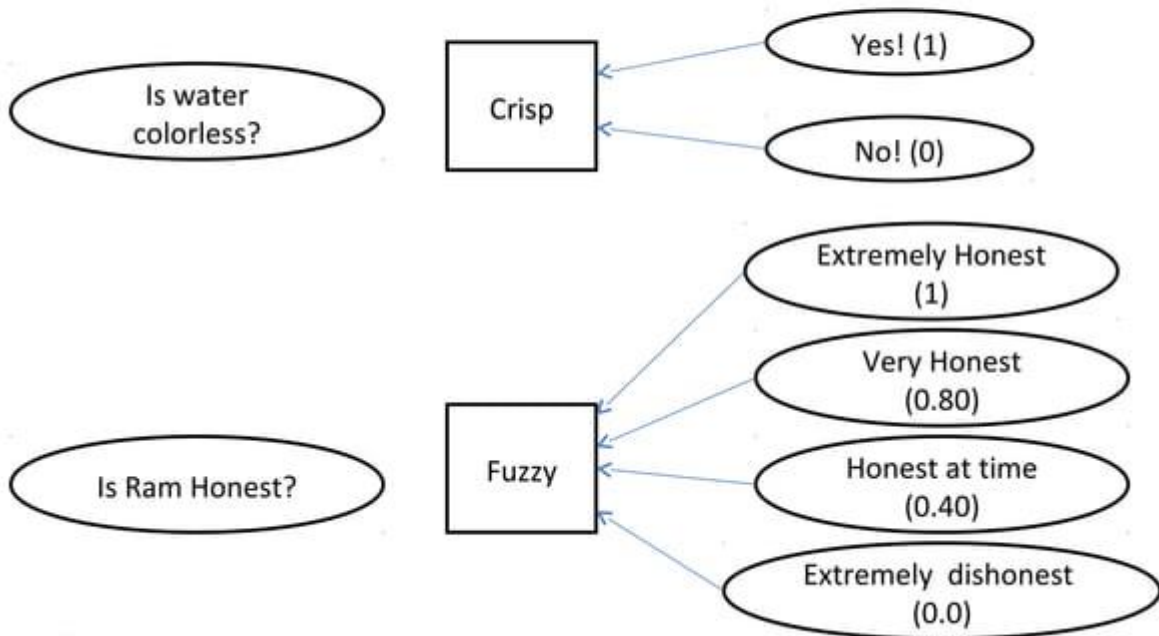 Is water
colorless?
Crisp
Yes! (1)
No! (0)
Is Ram Honest?
Fuzzy
Extremely Honest
(1)
Very Honest
(0.80)
Honest at time
(0.40)
Extremely dishonest
(0.0)